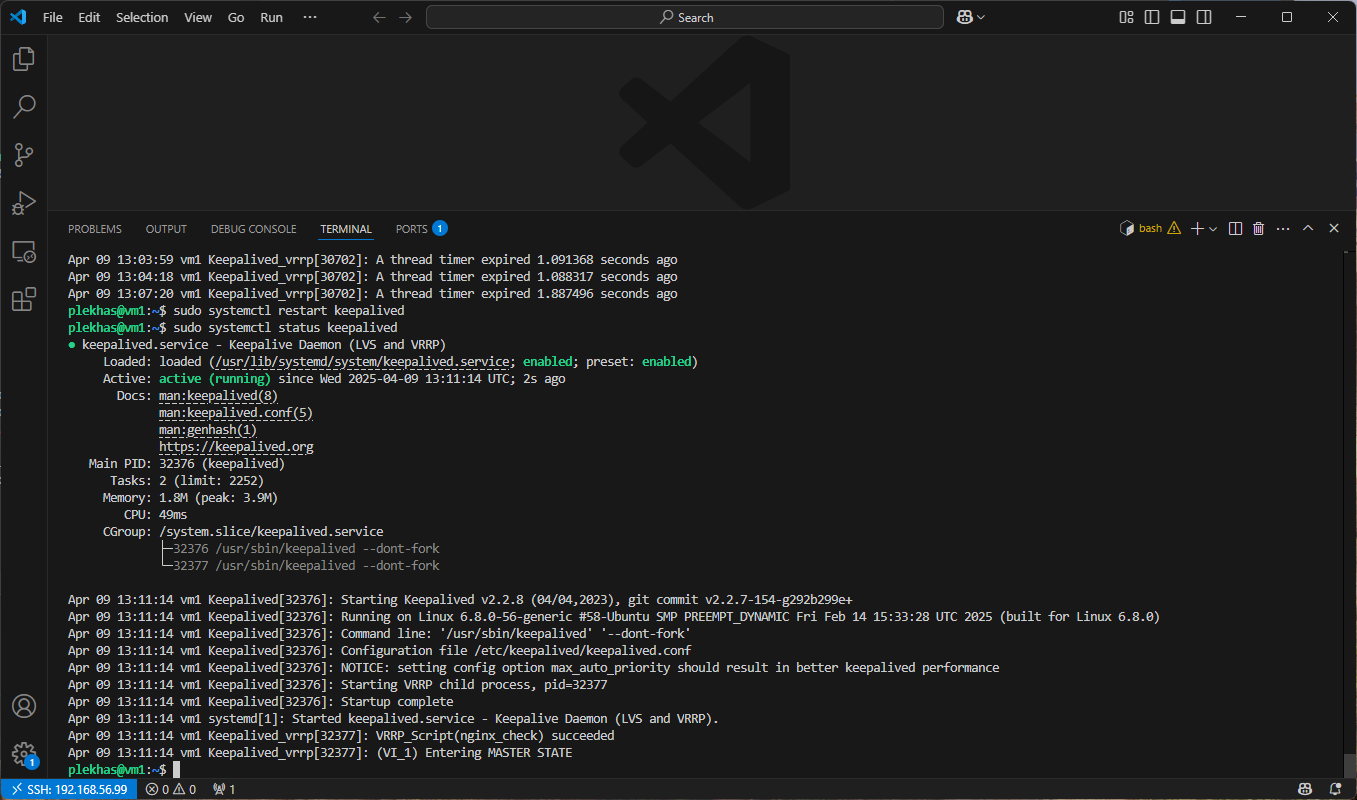 File Edit Selection View Go Run ··· Search
PROBLEMS OUTPUT DEBUG CONSOLE TERMINAL PORTS 1 bash
Apr 09 13:03:59 vm1 Keepalived_vrrp[30702]: A thread timer expired 1.091368 seconds ago
Apr 09 13:04:18 vm1 Keepalived_vrrp[30702]: A thread timer expired 1.088317 seconds ago
Apr 09 13:07:20 vm1 Keepalived_vrrp[30702]: A thread timer expired 1.887496 seconds ago
plekhas@vm1:~$ sudo systemctl restart keepalived
plekhas@vm1:~$ sudo systemctl status keepalived
● keepalived.service - Keepalive Daemon (LVS and VRRP)
Loaded: loaded (/usr/lib/systemd/system/keepalived.service; enabled; preset: enabled)
Active: active (running) since Wed 2025-04-09 13:11:14 UTC; 2s ago
Docs: man:keepalived(8)
man:keepalived.conf(5)
man:genhash(1)
https://keepalived.org
Main PID: 32376 (keepalived)
Tasks: 2 (limit: 2252)
Memory: 1.8M (peak: 3.9M)
CPU: 49ms
CGroup: /system.slice/keepalived.service
├─32376 /usr/sbin/keepalived --dont-fork
└─32377 /usr/sbin/keepalived --dont-fork
Apr 09 13:11:14 vm1 Keepalived[32376]: Starting Keepalived v2.2.8 (04/04,2023), git commit v2.2.7-154-g292b299e+
Apr 09 13:11:14 vm1 Keepalived[32376]: Running on Linux 6.8.0-56-generic #58-Ubuntu SMP PREEMPT_DYNAMIC Fri Feb 14 15:33:28 UTC 2025 (built for Linux 6.8.0)
Apr 09 13:11:14 vm1 Keepalived[32376]: Command line: '/usr/sbin/keepalived' '--dont-fork'
Apr 09 13:11:14 vm1 Keepalived[32376]: Configuration file /etc/keepalived/keepalived.conf
Apr 09 13:11:14 vm1 Keepalived[32376]: NOTICE: setting config option max_auto_priority should result in better keepalived performance
Apr 09 13:11:14 vm1 Keepalived[32376]: Starting VRRP child process, pid=32377
Apr 09 13:11:14 vm1 Keepalived[32376]: Startup complete
Apr 09 13:11:14 vm1 systemd[1]: Started keepalived.service - Keepalive Daemon (LVS and VRRP).
Apr 09 13:11:14 vm1 Keepalived_vrrp[32377]: VRRP_Script(nginx_check) succeeded
Apr 09 13:11:14 vm1 Keepalived_vrrp[32377]: (VI_1) Entering MASTER STATE
plekhas@vm1:~$
1
SSH: 192.168.56.99 0 0 1